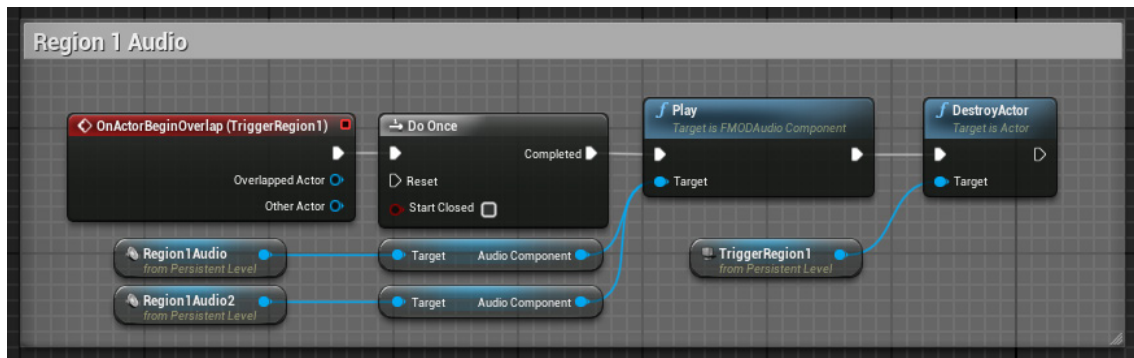 Region 1 Audio
OnActorBeginOverlap (TriggerRegion1)
Overlapped Actor
Other Actor
Do Once
Completed
Reset
Start Closed
Play
Target is FMODAudio Component
Target
DestroyActor
Target is Actor
Target
Region1Audio
from Persistent Level
Target Audio Component
TriggerRegion1
from Persistent Level
Region1Audio2
from Persistent Level
Target Audio Component